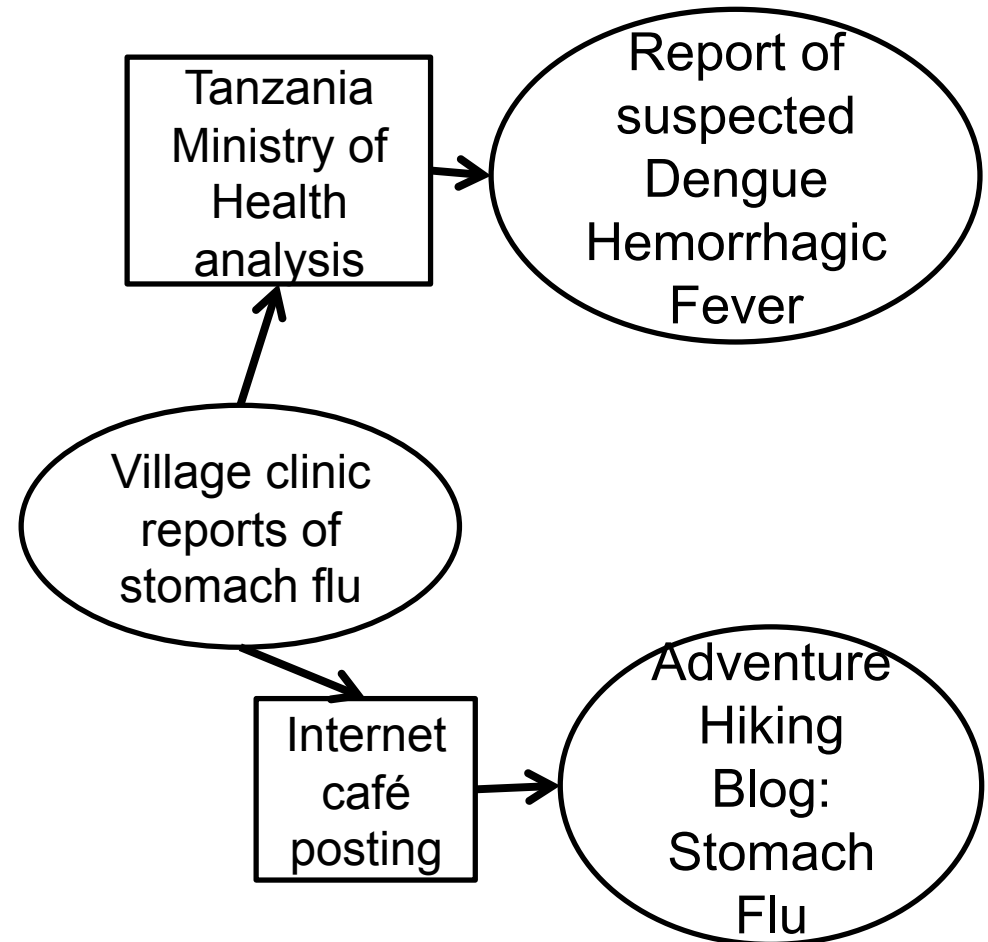 Tanzania
Ministry of
Health
analysis
Report of
suspected
Dengue
Hemorrhagic
Fever
Village clinic
reports of
stomach flu
Internet
café
posting
Adventure
Hiking
Blog:
Stomach
Flu